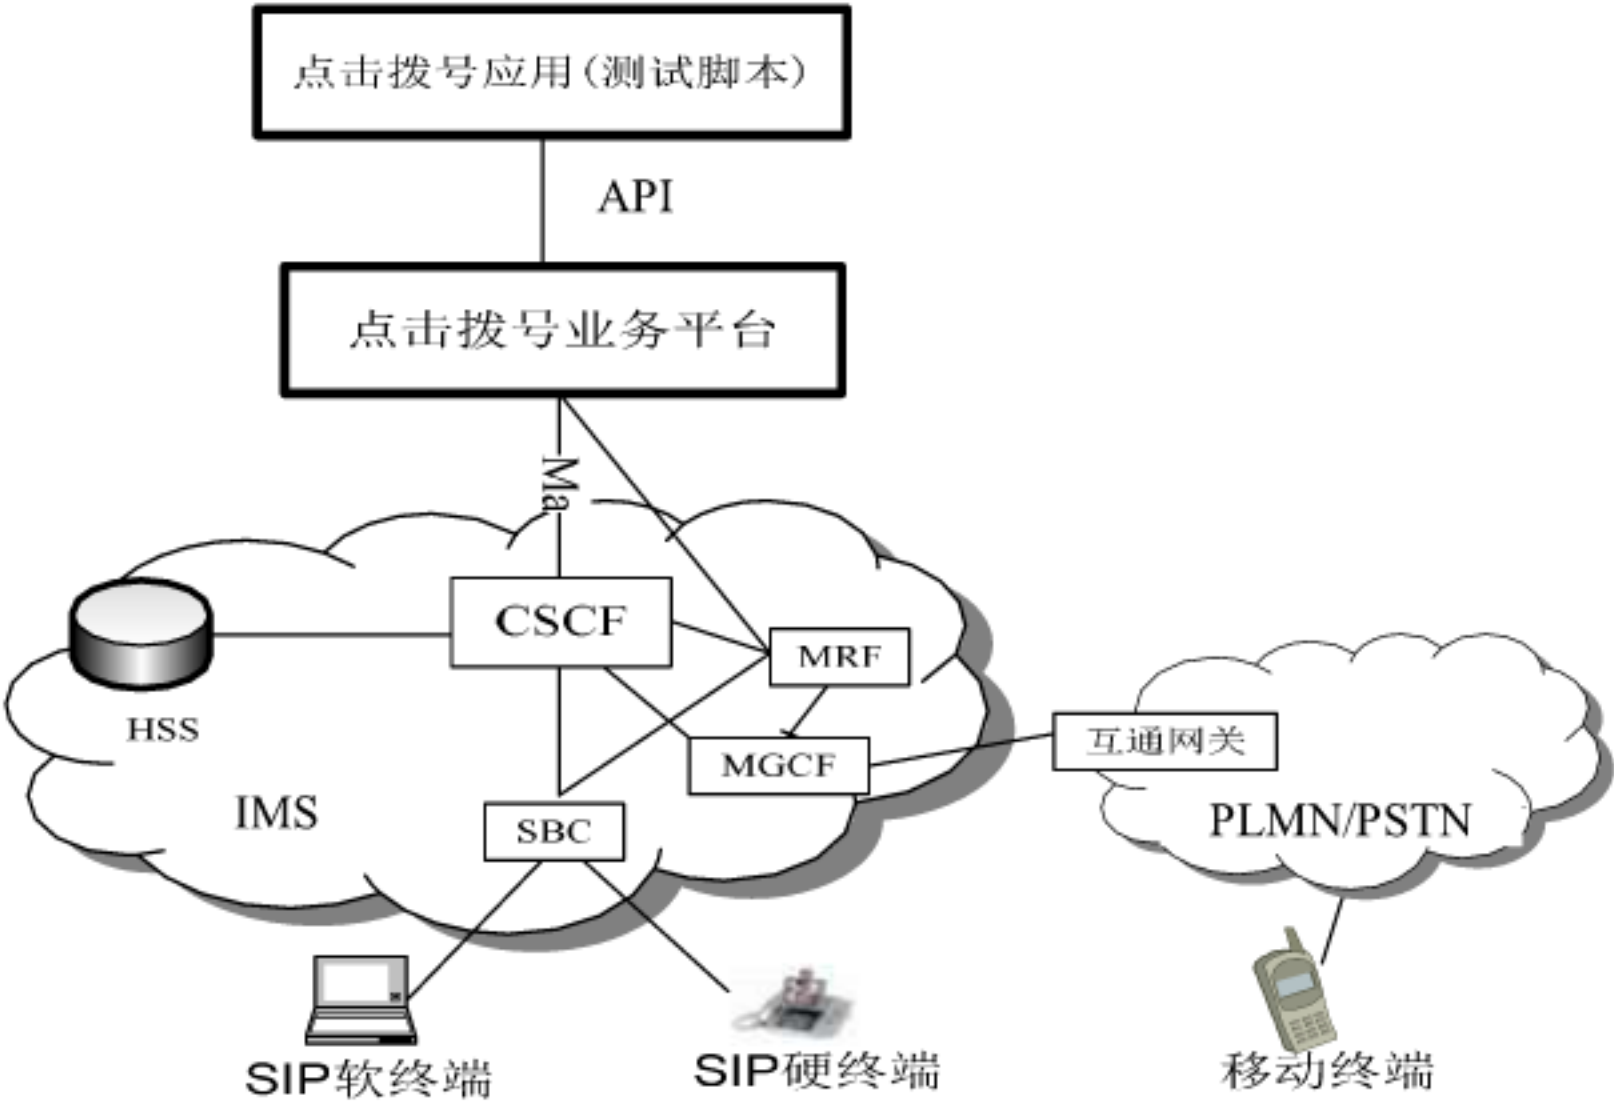 点击拨号应用(测试脚本)
API
点击拨号业务平台
Ma
CSCF
MRF
HSS
互通网关
MGCF
IMS
SBC
PLMN/PSTN
SIP软终端
SIP硬终端
移动终端